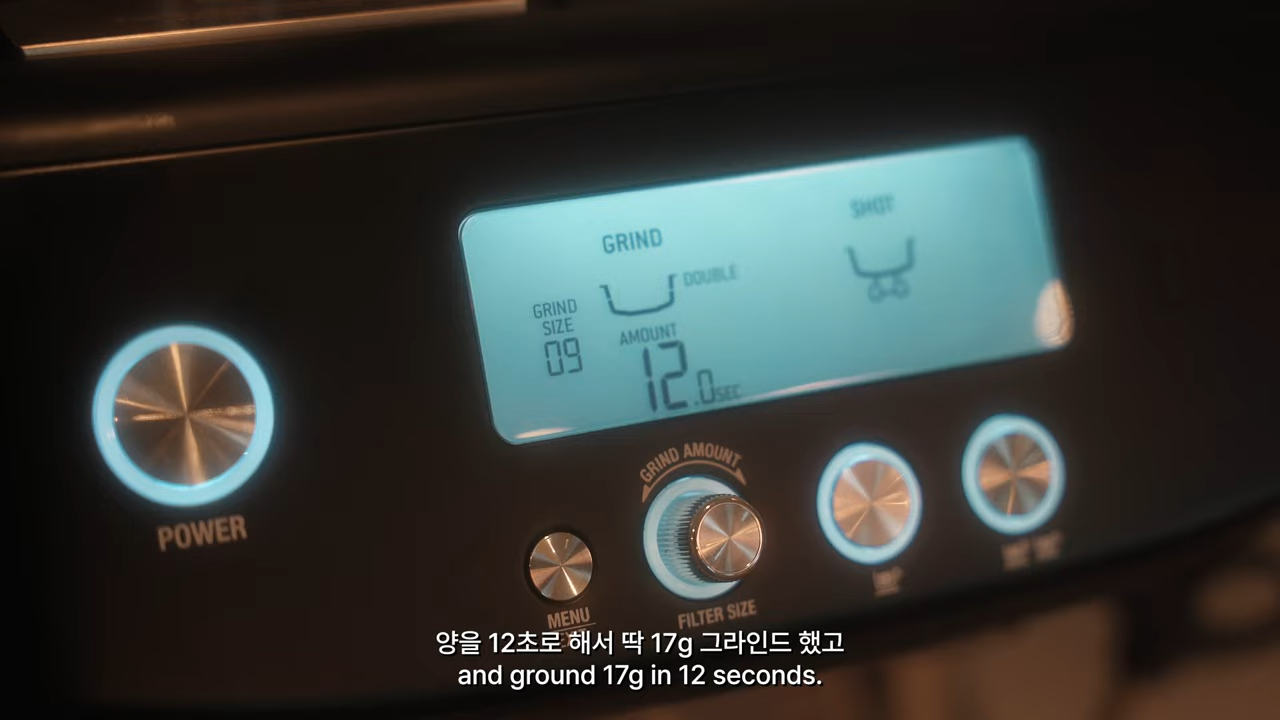 GRIND
SHOT
DOUBLE
GRIND
SIZE
09
AMOUNT
12.0SEC
GRIND AMOUNT
POWER
MENU
FILTER SIZE
양을 12초로 해서 딱 17g 그라인드 했고
and ground 17g in 12 seconds.